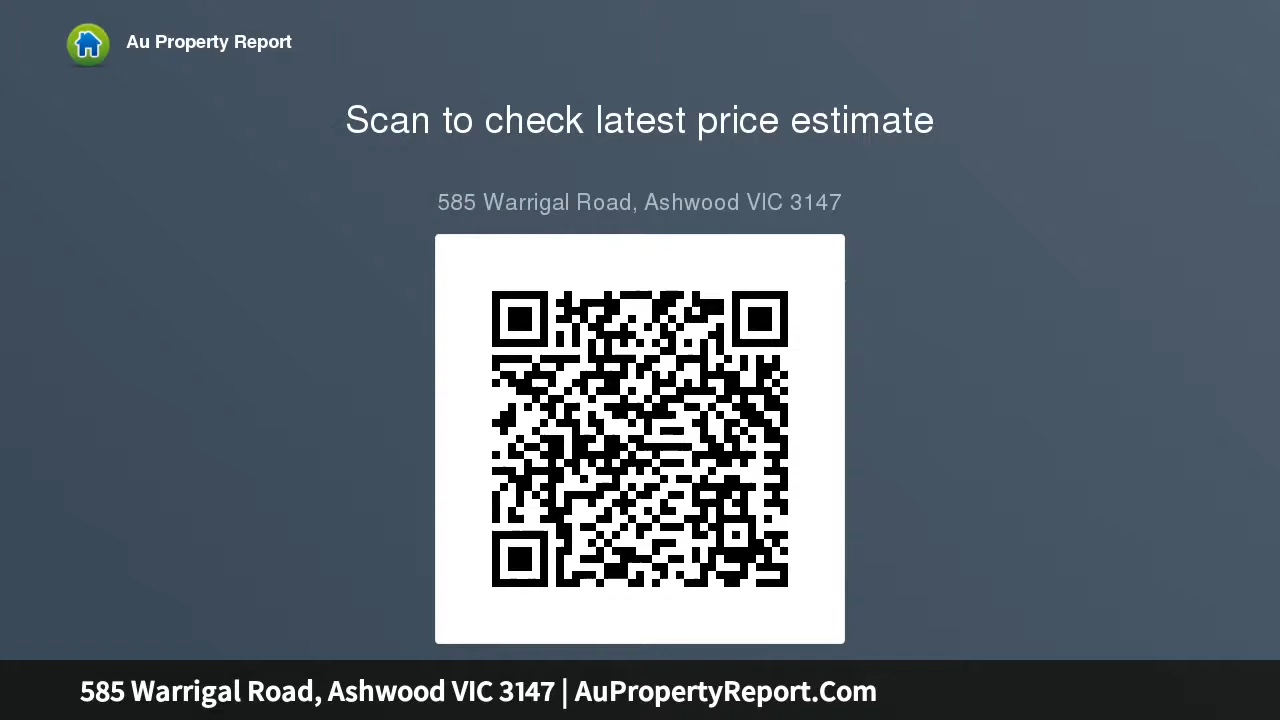 Au Property Report
Scan to check latest price estimate
585 Warrigal Road, Ashwood VIC 3147
585 Warrigal Road, Ashwood VIC 3147 | AuPropertyReport.Com